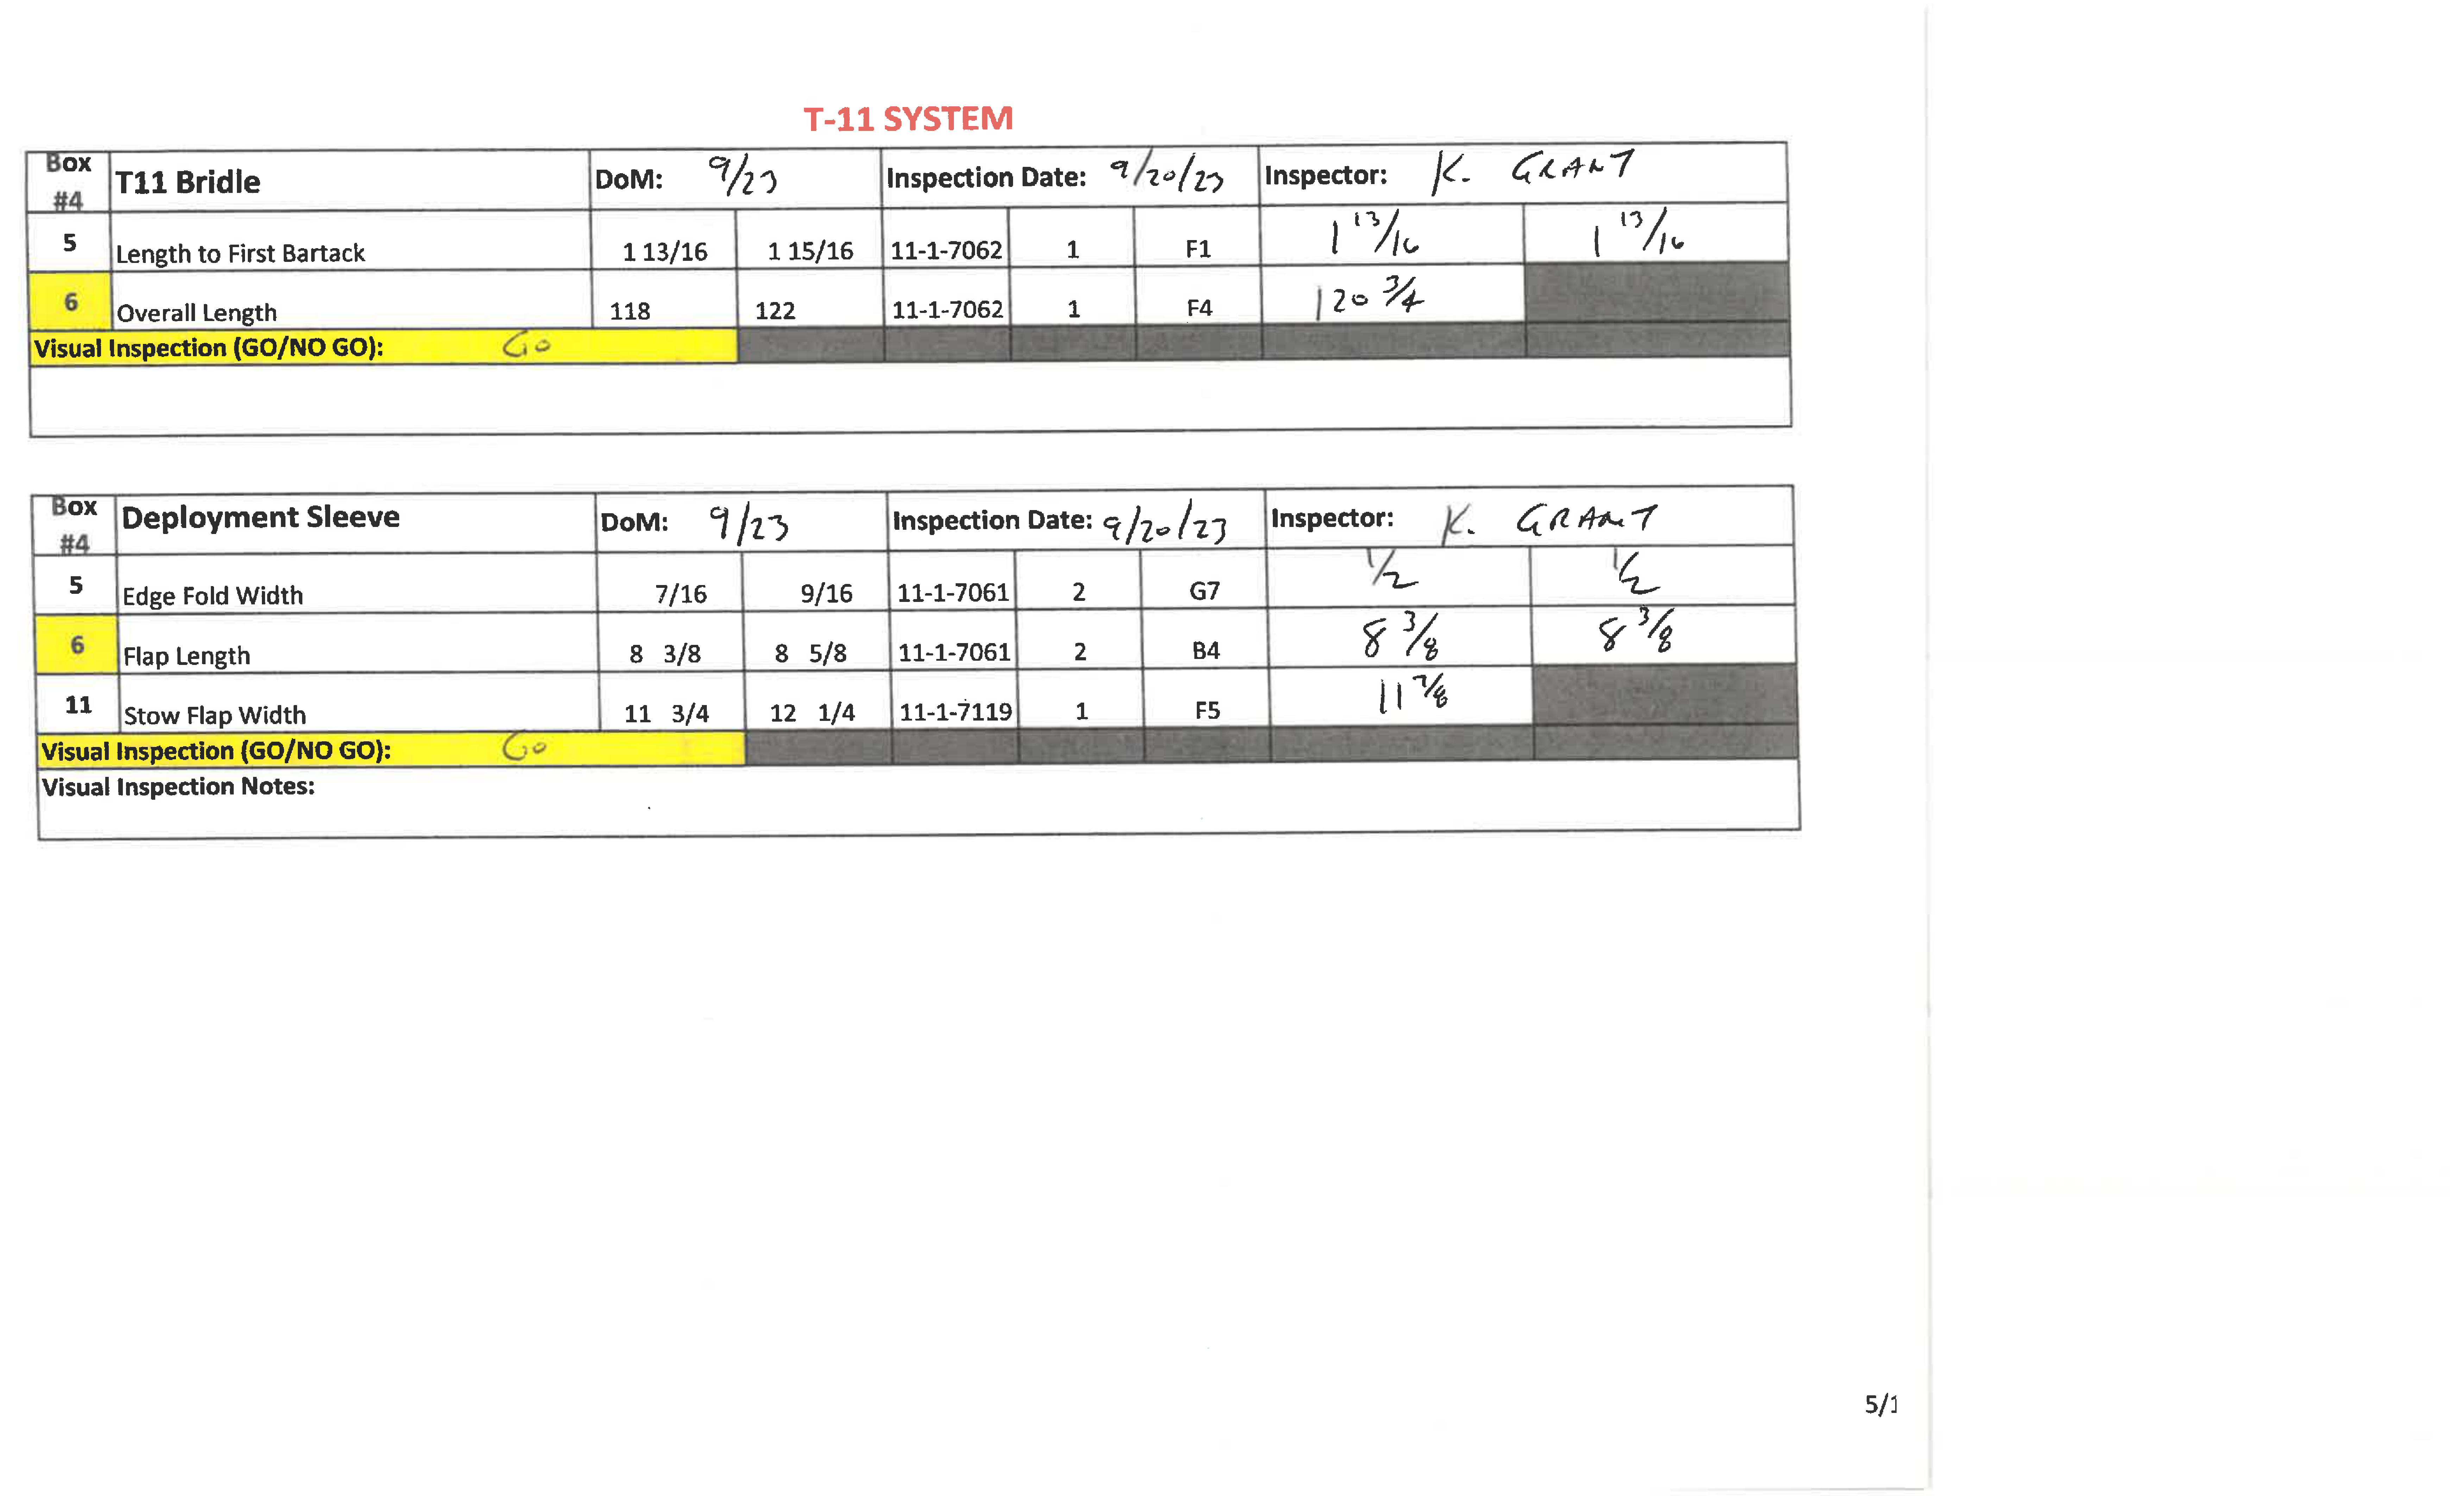 T-11 SYSTEM
Box #4 T11 Bridle DoM: 9/23 Inspection Date: 9/20/23 Inspector: K. GRANT
5 Length to First Bartack 1 13/16 1 15/16 11-1-7062 1 F1 1 13/16 1 13/16
6 Overall Length 118 122 11-1-7062 1 F4 120 3/4
Visual Inspection (GO/NO GO): GO
Box #4 Deployment Sleeve DoM: 9/23 Inspection Date: 9/20/23 Inspector: K. GRANT
5 Edge Fold Width 7/16 9/16 11-1-7061 2 G7 1/2 1/2
6 Flap Length 8 3/8 8 5/8 11-1-7061 2 B4 8 3/8 8 3/8
11 Stow Flap Width 11 3/4 12 1/4 11-1-7119 1 F5 11 7/8
Visual Inspection (GO/NO GO): GO
Visual Inspection Notes:
5/1